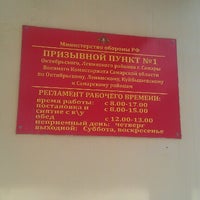 Министерство обороны РФ
ПРИЗЫВНОЙ ПУНКТ №1
Октябрьского, Ленинского района г. Самары
Военного Комиссариата Самарской области
по Октябрьскому, Ленинскому, Куйбышевскому
и Самарскому районам
РЕГЛАМЕНТ РАБОЧЕГО ВРЕМЕНИ:
время работы: с 8.00-17.00
постановка и с 8.00-15.00
снятие с в\у
обед с 12.00-13.00
неприемный день: четверг
выходной: Суббота, воскресенье